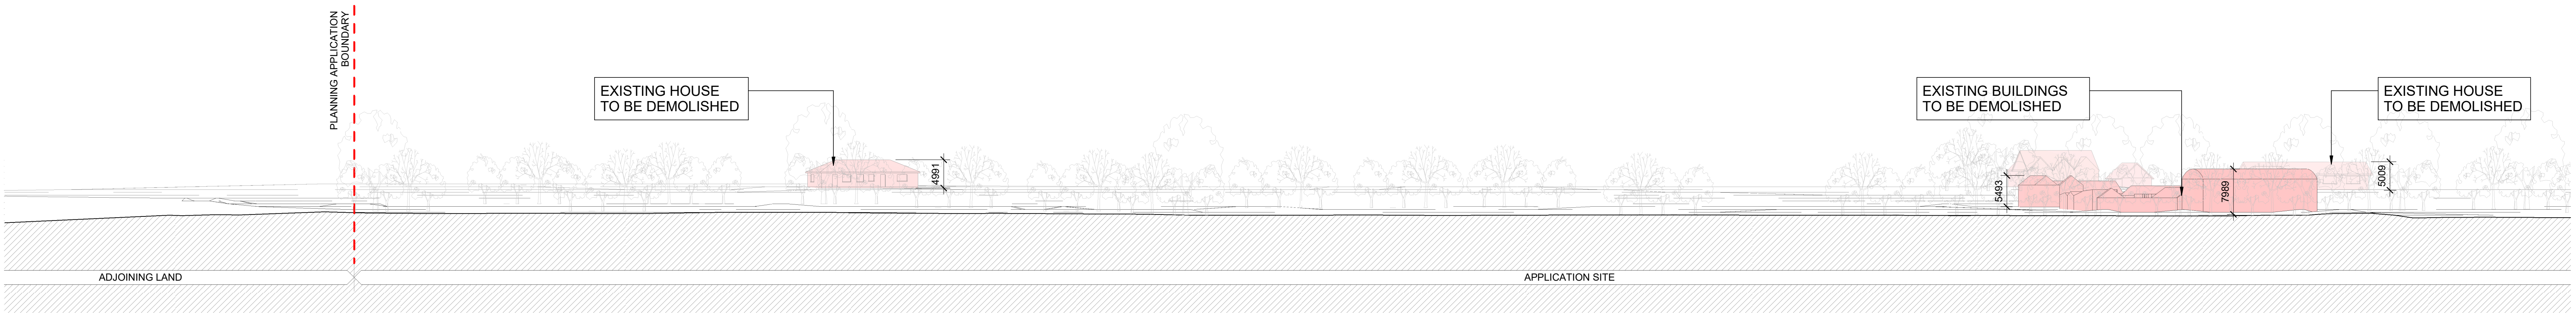 PLANNING APPLICATION
BOUNDARY
EXISTING HOUSE
TO BE DEMOLISHED
4991
EXISTING BUILDINGS
TO BE DEMOLISHED
5493
7989
EXISTING HOUSE
TO BE DEMOLISHED
5009
ADJOINING LAND
APPLICATION SITE